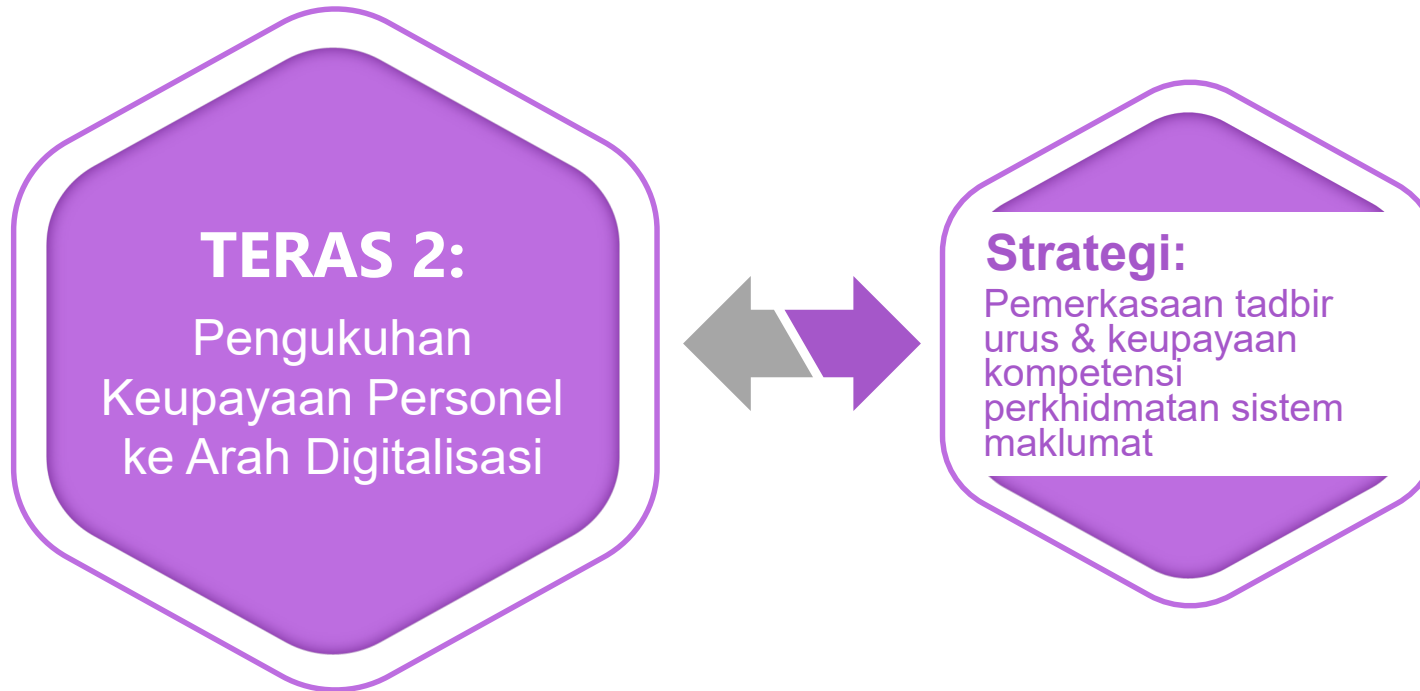 TERAS 2:
Pengukuhan
Keupayaan Personel
ke Arah Digitalisasi
Strategi:
Pemerkasaan tadbir
urus & keupayaan
kompetensi
perkhidmatan sistem
maklumat